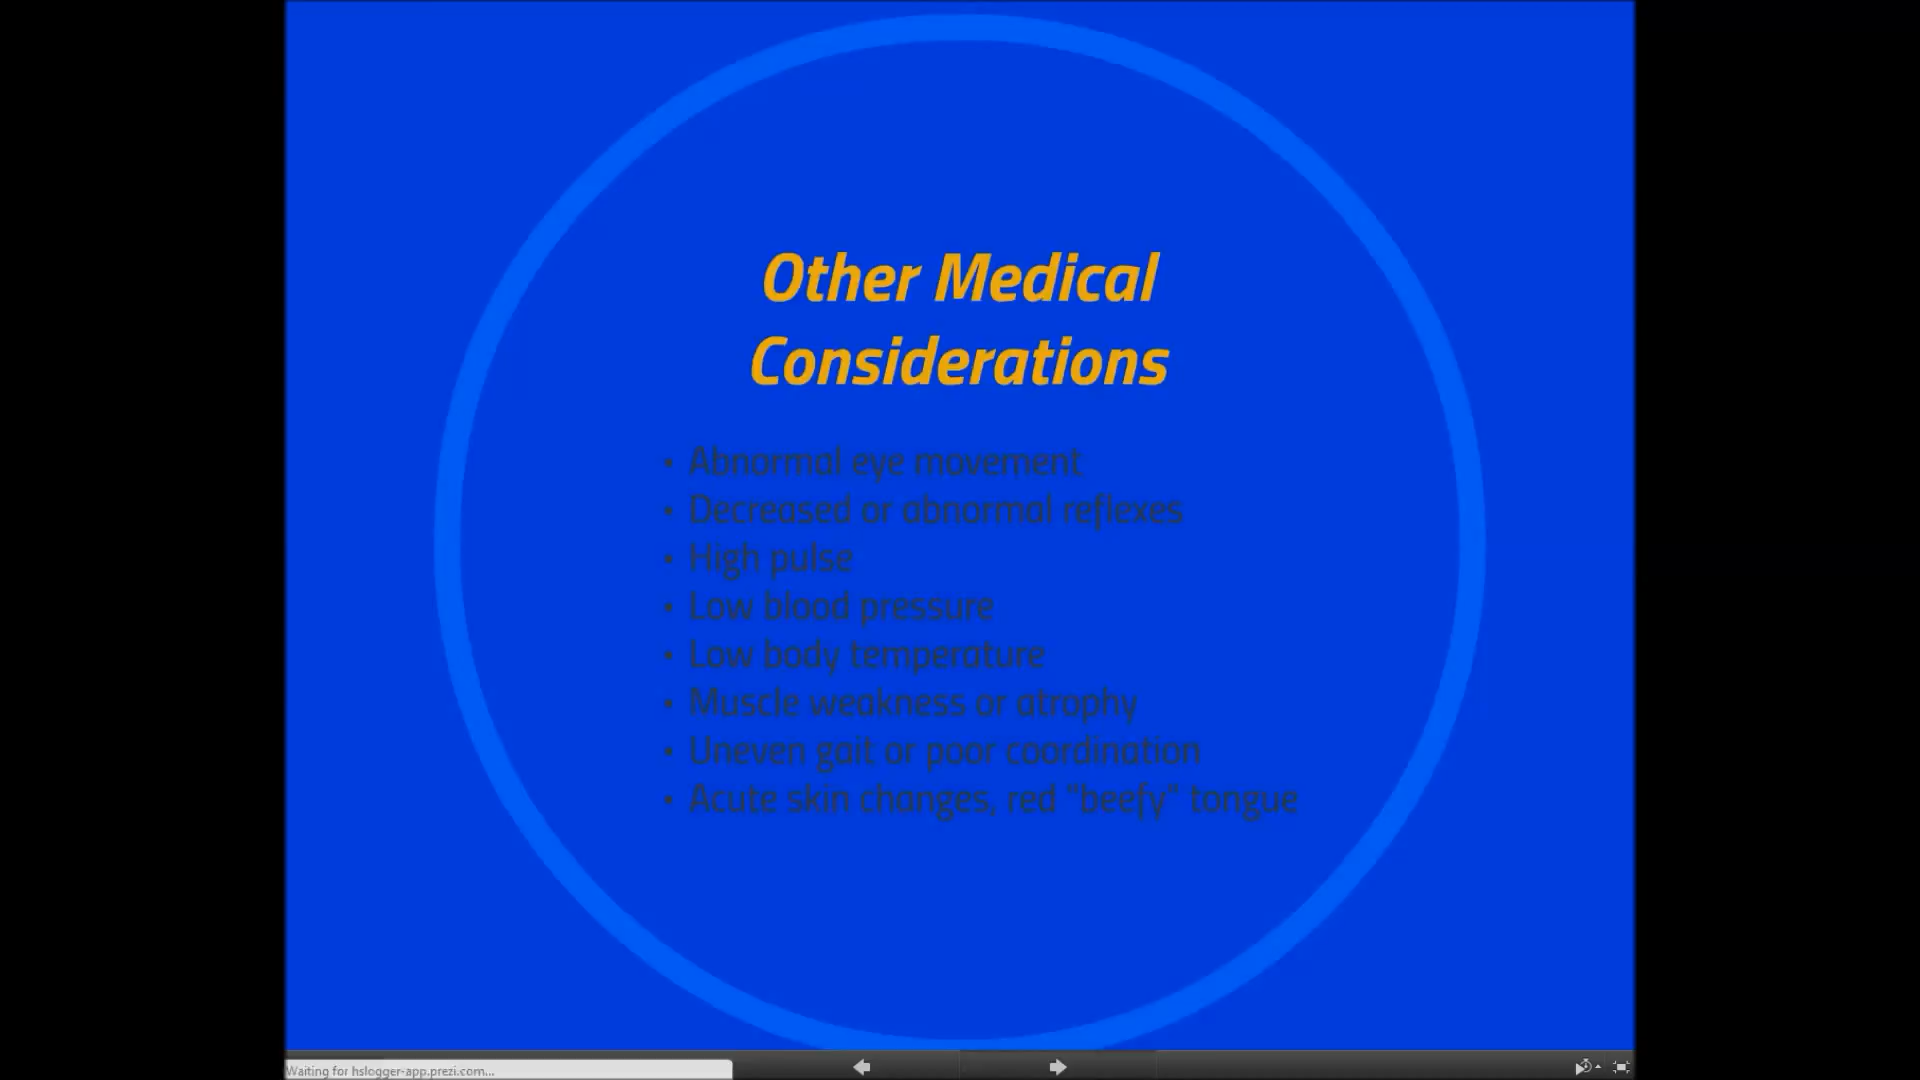 Other Medical
Considerations
• Abnormal eye movement
• Decreased or abnormal reflexes
• High pulse
• Low blood pressure
• Low body temperature
• Muscle weakness or atrophy
• Uneven gait or poor coordination
• Acute skin changes, red "beefy" tongue
Waiting for hslogger-app.prezi.com...